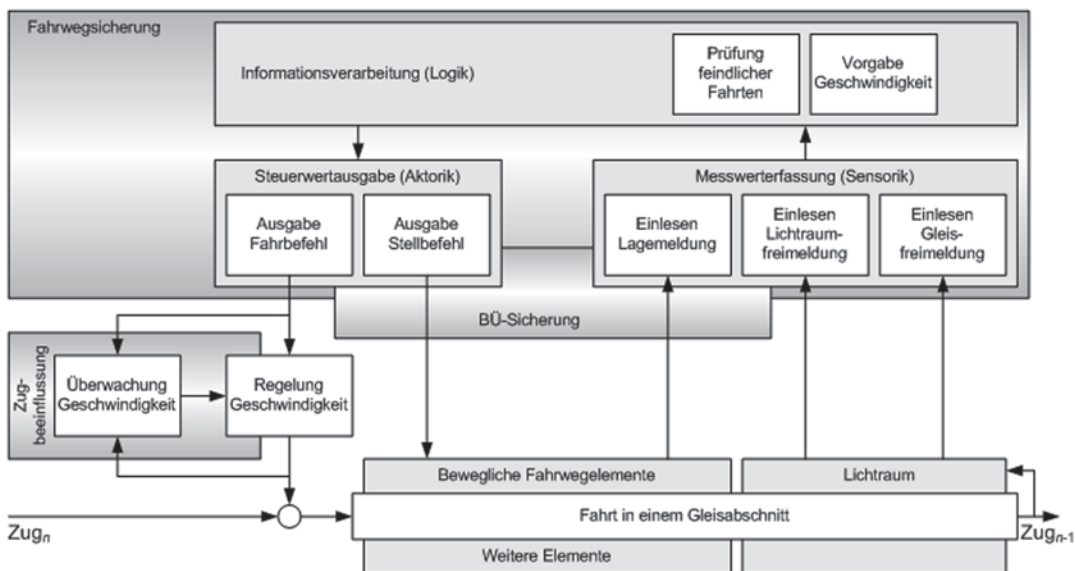 Fahrwegsicherung
Informationsverarbeitung (Logik)
Prüfung
feindlicher
Fahrten
Vorgabe
Geschwindigkeit
Steuerwertausgabe (Aktorik)
Ausgabe
Fahrbefehl
Ausgabe
Stellbefehl
Messwerterfassung (Sensorik)
Einlesen
Lagemeldung
Einlesen
Lichtraum-
freimeldung
Einlesen
Gleis-
freimeldung
BÜ-Sicherung
Zug-
beeinflussung
Überwachung
Geschwindigkeit
Regelung
Geschwindigkeit
Bewegliche Fahrwegelemente
Lichtraum
Fahrt in einem Gleisabschnitt
Zugn
Zugn-1
Weitere Elemente